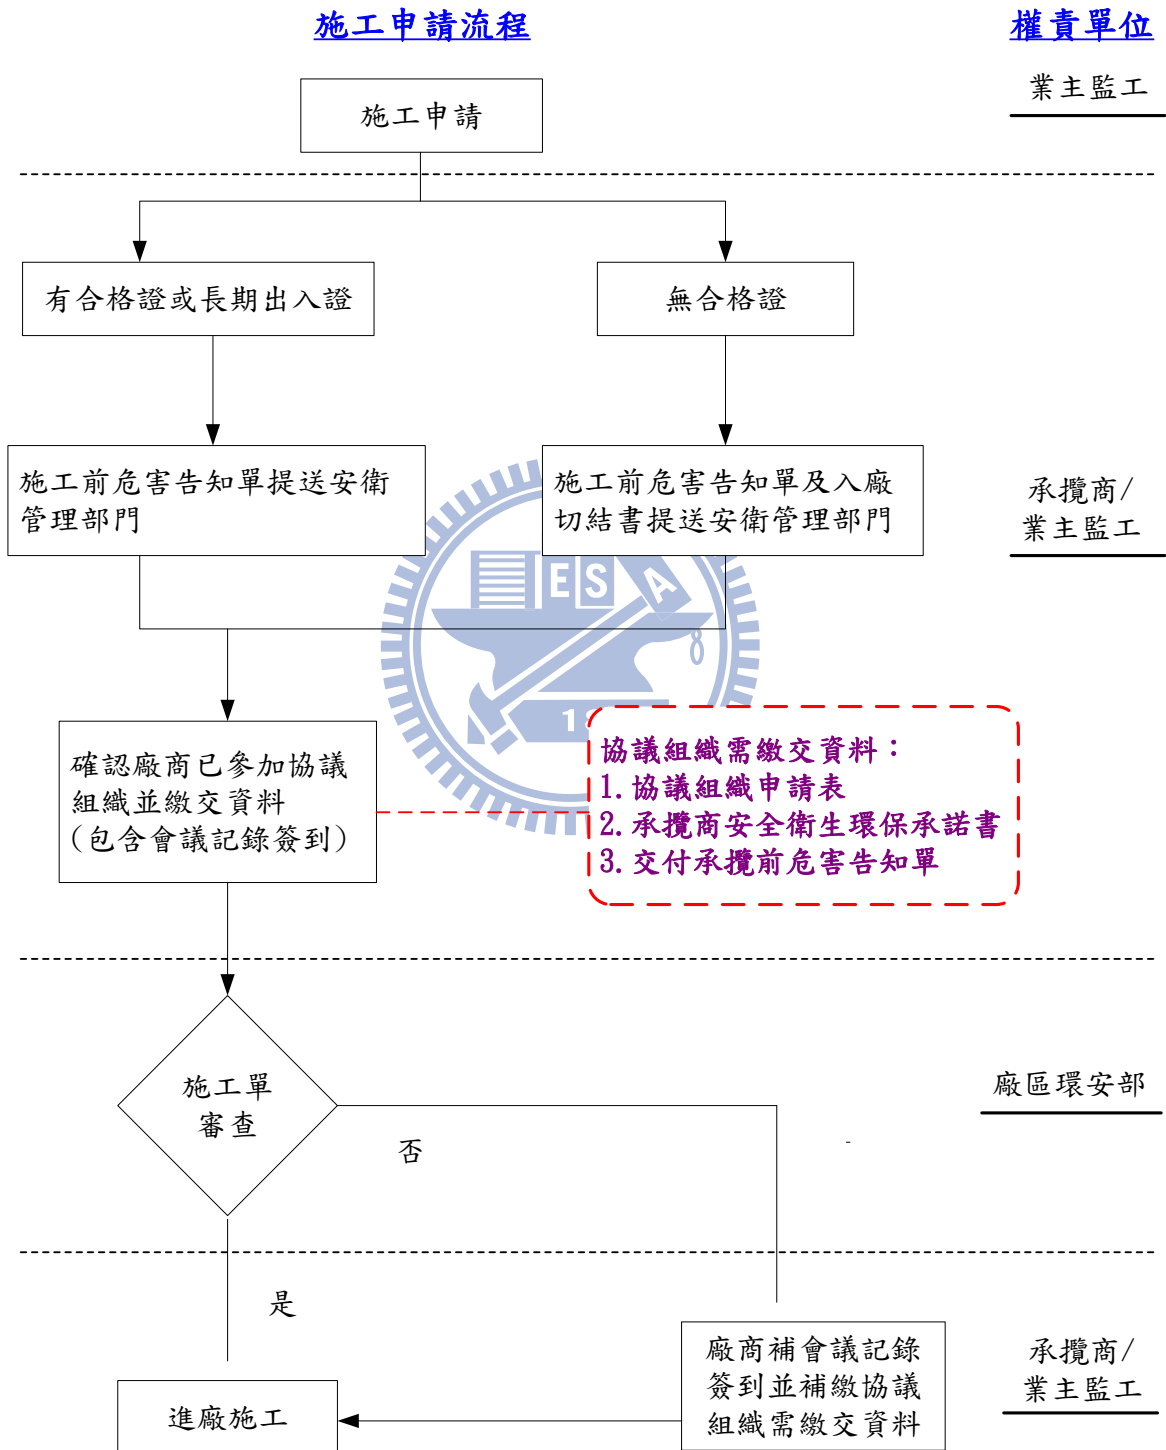 施工申請流程
權責單位
業主監工
施工申請
有合格證或長期出入證
無合格證
施工前危害告知單提送安衛
管理部門
施工前危害告知單及入廠
切結書提送安衛管理部門
承攬商/
業主監工
ES
A
18
確認廠商已參加協議
組織並繳交資料
(包含會議記錄簽到)
協議組織需繳交資料：
1.協議組織申請表
2.承攬商安全衛生環保承諾書
3.交付承攬前危害告知單
施工單
審查
廠區環安部
否
-
是
廠商補會議記錄
簽到並補繳協議
組織需繳交資料
承攬商/
業主監工
進廠施工